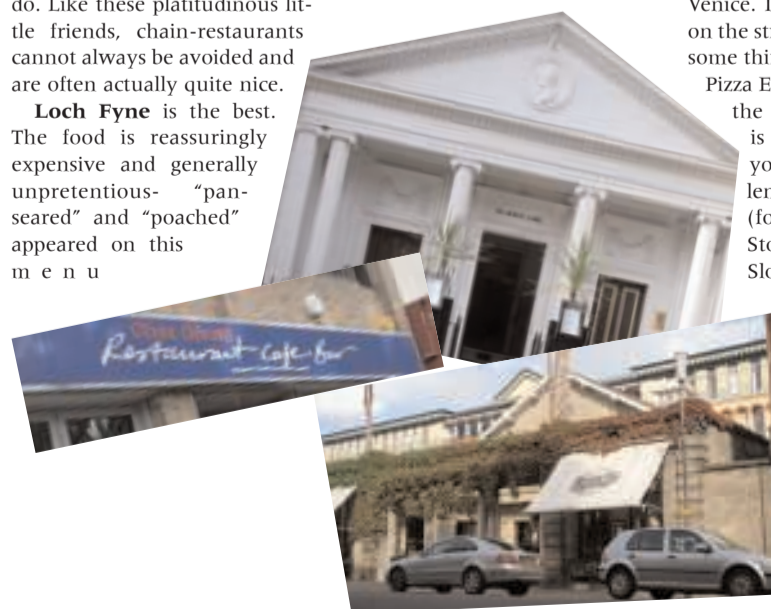 do. Like these platitudinous lit-
tle friends, chain-restaurants
cannot always be avoided and
are often actually quite nice.
Loch Fyne is the best.
The food is reassuringly
expensive and generally
unpretentious- "pan-
seared" and "poached"
appeared on this
m e n u
Venice. I
on the st
some thi
Pizza E
the
is
yo
ler
(fo
Sto
Slo
Restaurant cafe bar